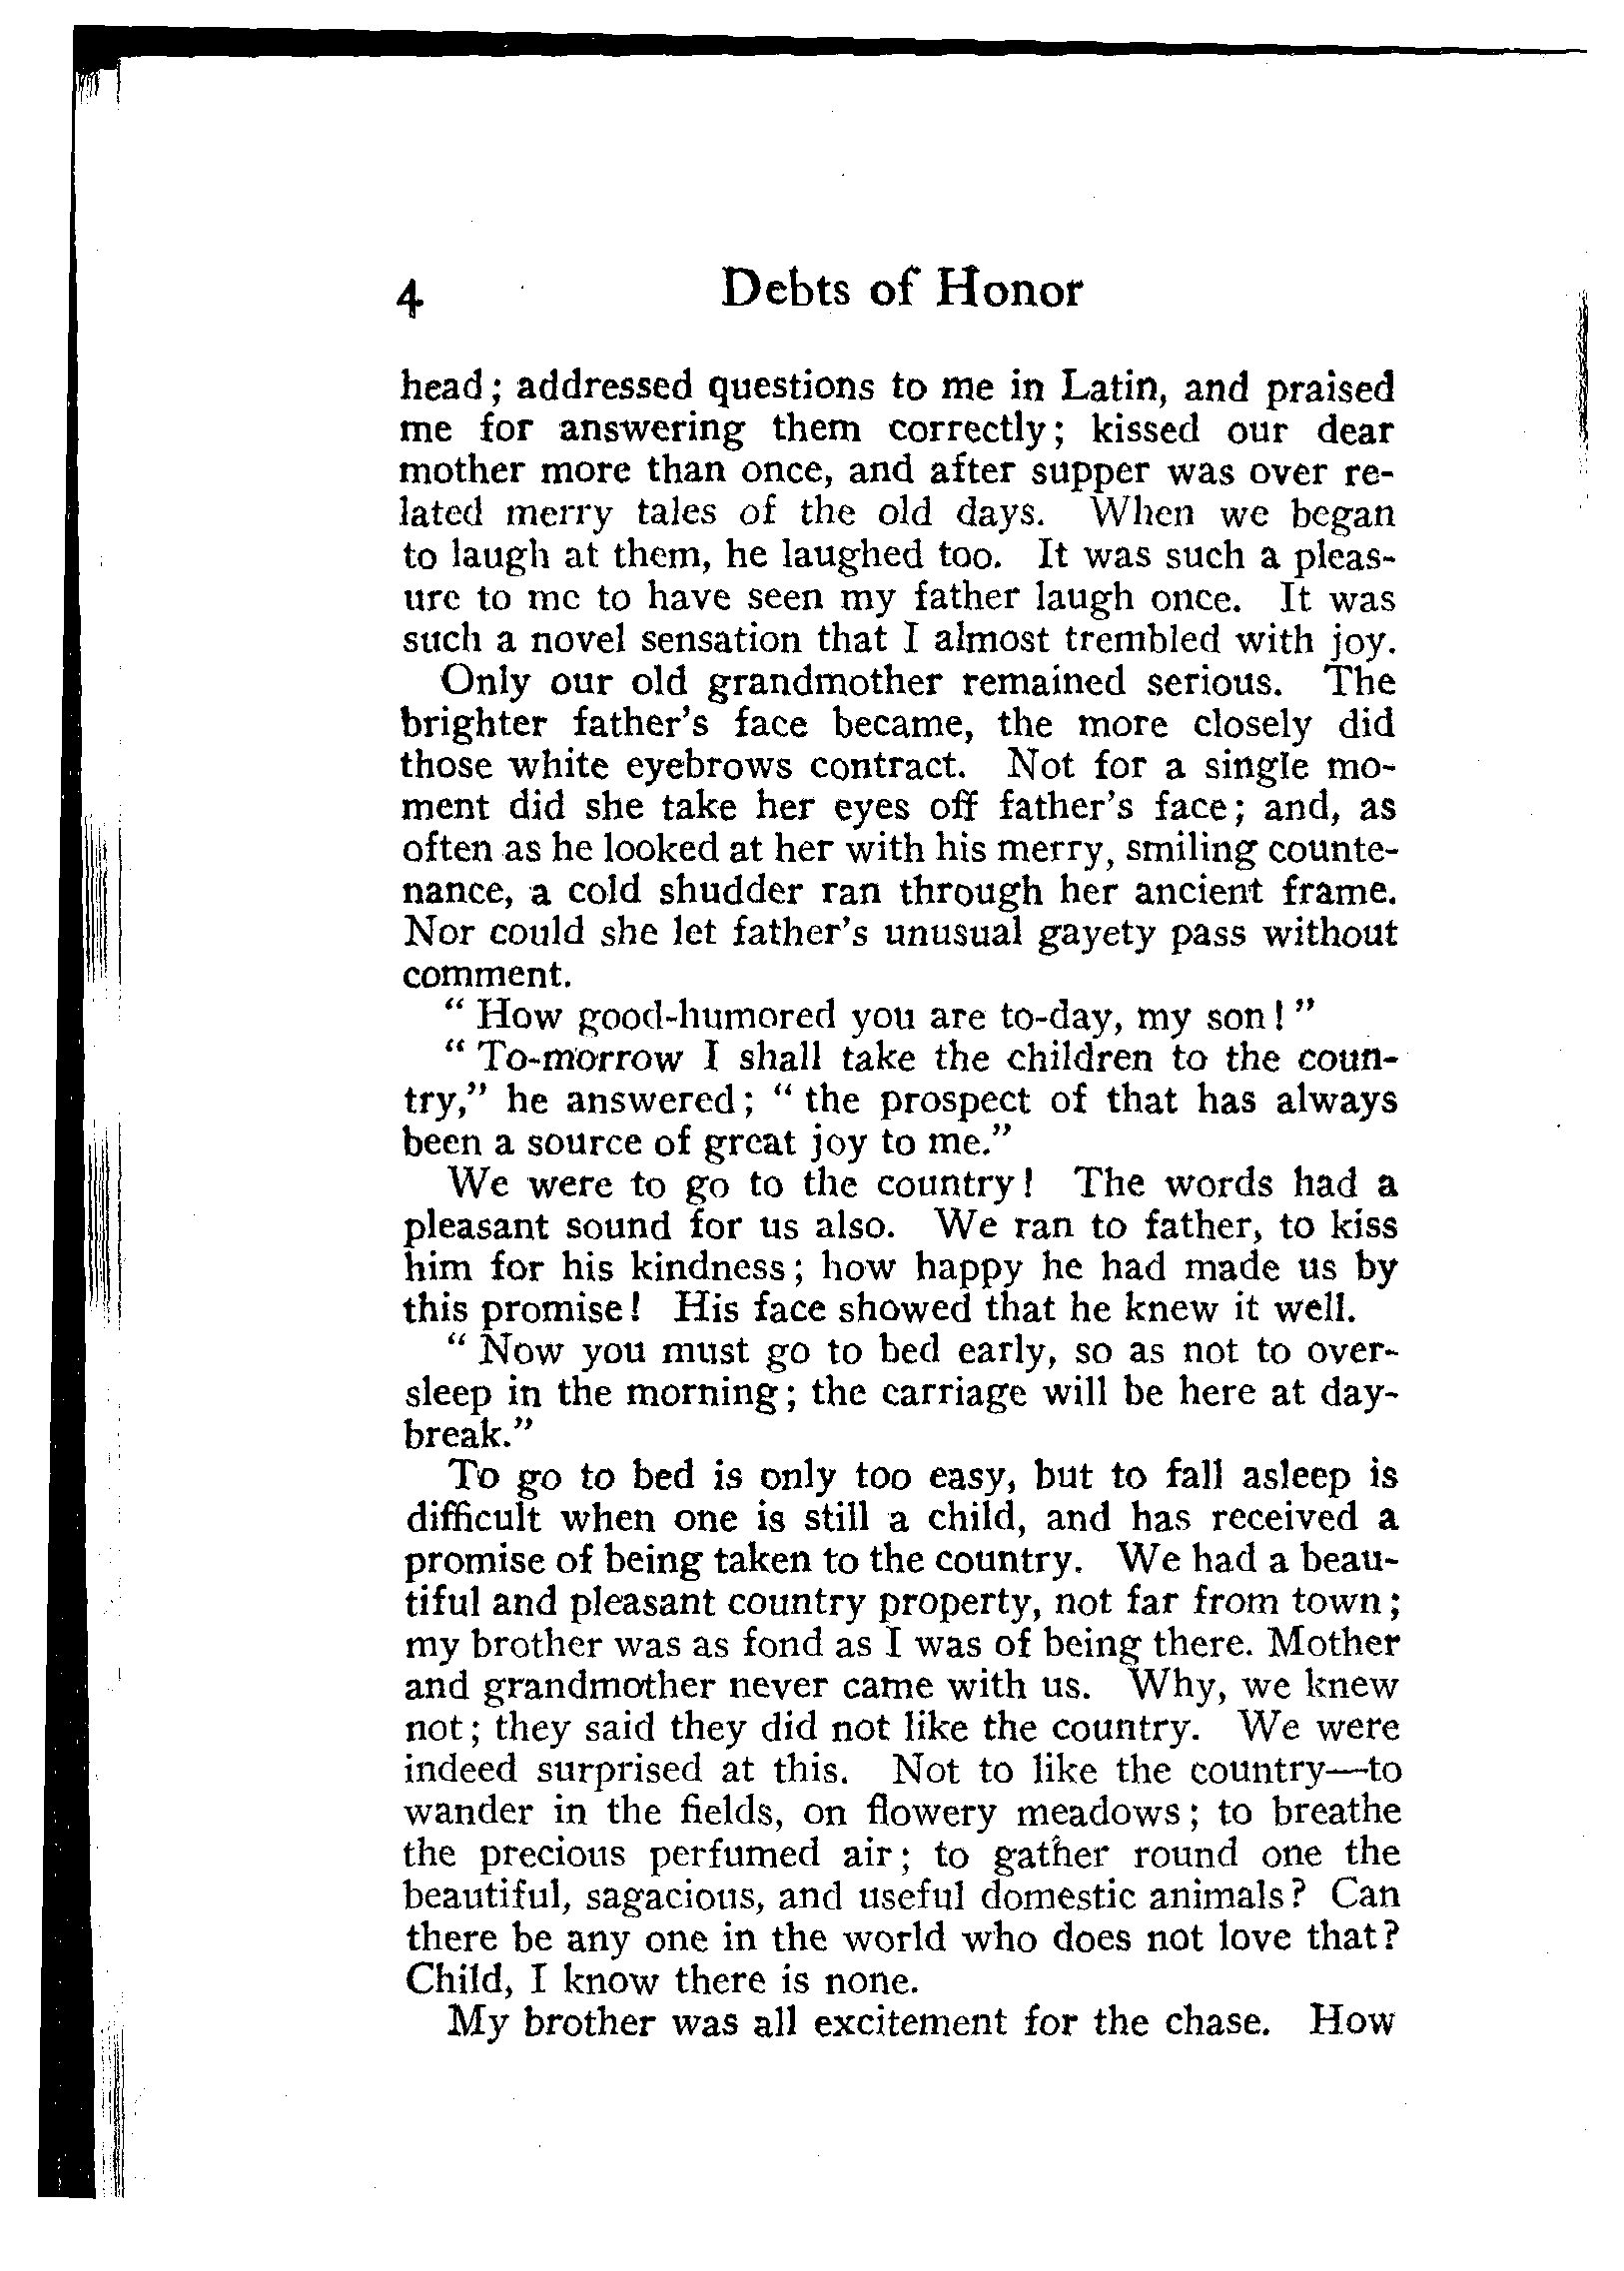 4 Debts of Honor
head; addressed questions to me in Latin, and praised
me for answering them correctly; kissed our dear
mother more than once, and after supper was over re-
lated merry tales of the old days. When we began
to laugh at them, he laughed too. It was such a pleas-
ure to me to have seen my father laugh once. It was
such a novel sensation that I almost trembled with joy.
Only our old grandmother remained serious. The
brighter father's face became, the more closely did
those white eyebrows contract. Not for a single mo-
ment did she take her eyes off father's face; and, as
often as he looked at her with his merry, smiling counte-
nance, a cold shudder ran through her ancient frame.
Nor could she let father's unusual gayety pass without
comment.
"How good-humored you are to-day, my son!"
"To-morrow I shall take the children to the coun-
try," he answered; "the prospect of that has always
been a source of great joy to me."
We were to go to the country! The words had a
pleasant sound for us also. We ran to father, to kiss
him for his kindness; how happy he had made us by
this promise! His face showed that he knew it well.
"Now you must go to bed early, so as not to over-
sleep in the morning; the carriage will be here at day-
break."
To go to bed is only too easy, but to fall asleep is
difficult when one is still a child, and has received a
promise of being taken to the country. We had a beau-
tiful and pleasant country property, not far from town;
my brother was as fond as I was of being there. Mother
and grandmother never came with us. Why, we knew
not; they said they did not like the country. We were
indeed surprised at this. Not to like the country—to
wander in the fields, on flowery meadows; to breathe
the precious perfumed air; to gather round one the
beautiful, sagacious, and useful domestic animals? Can
there be any one in the world who does not love that?
Child, I know there is none.
My brother was all excitement for the chase. How